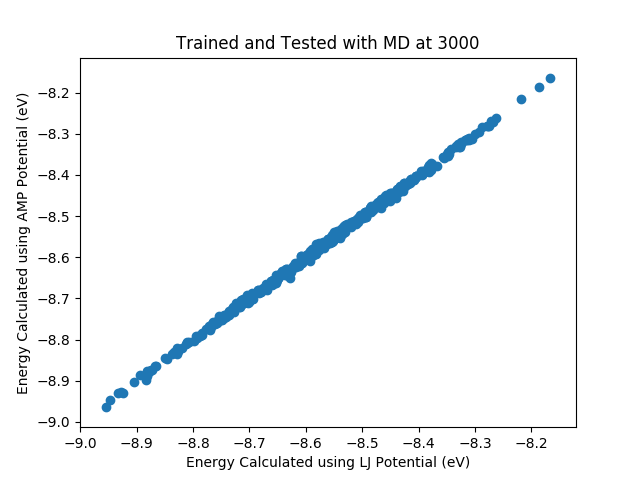 Trained and Tested with MD at 3000
Energy Calculated using AMP Potential (eV)
−8.2
−8.3
−8.4
−8.5
−8.6
−8.7
−8.8
−8.9
−9.0
−9.0 −8.9 −8.8 −8.7 −8.6 −8.5 −8.4 −8.3 −8.2
Energy Calculated using LJ Potential (eV)